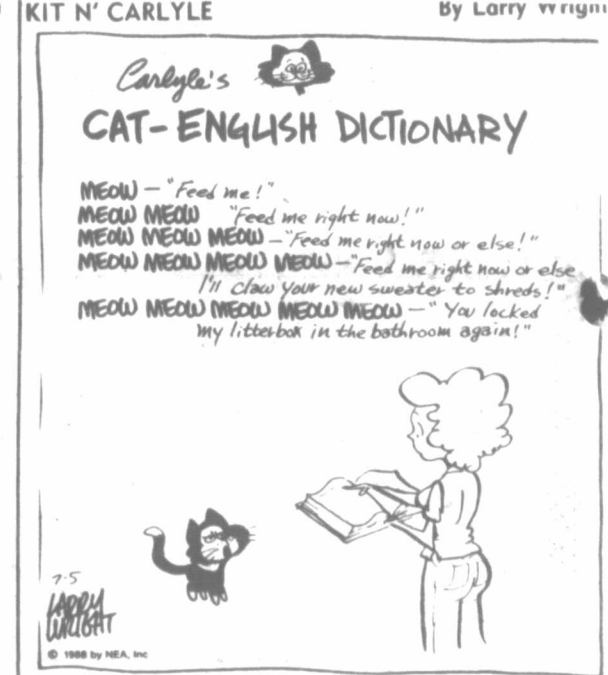 KIT N' CARLYLE
By Larry Wright
Carlyle's
CAT-ENGLISH DICTIONARY
MEOW — "Feed me!"
MEOW MEOW "Feed me right now!"
MEOW MEOW MEOW — "Feed me right now or else!"
MEOW MEOW MEOW MEOW — "Feed me right now or else
I'll claw your new sweater to shreds!"
MEOW MEOW MEOW MEOW MEOW — "You locked
my litterbox in the bathroom again!"
7-5
LARRY
WRIGHT
© 1988 by NEA, Inc